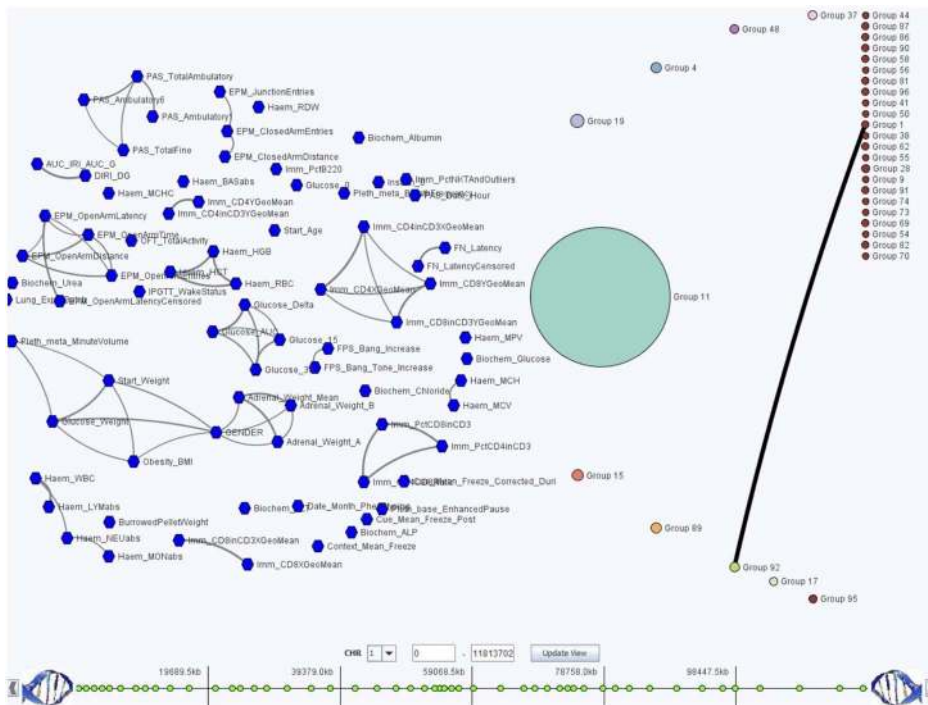 Group 37
Group 44
Group 87
Group 48
Group 86
Group 90
Group 58
Group 4
Group 56
PAS_TotalAmbulatory
Group 81
EPM_JunctionEntries
Group 96
PAS_Ambulatory6
Haem_RDW
Group 41
PAS_Ambulatory1
Group 50
Group 19
Group 1
EPM_ClosedArmEntries
Biochem_Albumin
Group 38
PAS_TotalFine
Group 62
EPM_ClosedArmDistance
Group 55
AUC_IRI_AUC_G
Imm_PctB220
Group 28
DIRI_DG
Haem_BASabs
Glucose_0
Imm_PctNKTAndOutliers
Group 9
Haem_MCHC
Group 91
Imm_CD4YGeoMean
Group 74
Imm_CD4inCD3YGeoMean
Group 73
EPM_OpenArmLatency
Start_Age
Imm_CD4inCD3XGeoMean
Group 69
EPM_OpenArmTime
OFT_TotalActivity
FN_Latency
Group 54
EPM_OpenArmDistance
Haem_HGB
Group 82
FN_LatencyCensored
Group 70
Biochem_Urea
Haem_RBC
Imm_CD8YGeoMean
IPGTT_WakeStatus
Imm_CD4XGeoMean
Group 11
EPM_OpenArmLatencyCensored
Glucose_Delta
Imm_CD8inCD3YGeoMean
Glucose_AUC
Glucose_15
Haem_MPV
Pleth_meta_MinuteVolume
FPS_Bang_Increase
Biochem_Glucose
FPS_Bang_Tone_Increase
Start_Weight
Haem_MCH
Adrenal_Weight_Mean
Biochem_Chloride
Adrenal_Weight_B
Haem_MCV
Glucose_Weight
GENDER
Imm_PctCD8inCD3
Adrenal_Weight_A
Imm_PctCD4inCD3
Obesity_BMI
Haem_WBC
Group 15
Haem_LYMabs
BurrowedPelletWeight
Cue_Mean_Freeze_Post
Group 89
Haem_NEUabs
Imm_CD8inCD3XGeoMean
Biochem_ALP
Context_Mean_Freeze
Haem_MONabs
Imm_CD8XGeoMean
Group 92
Group 17
Group 95
CHR 1 0 - 11813702 Update View
19689.5kb 39379.0kb 59068.5kb 78758.0kb 98447.5kb